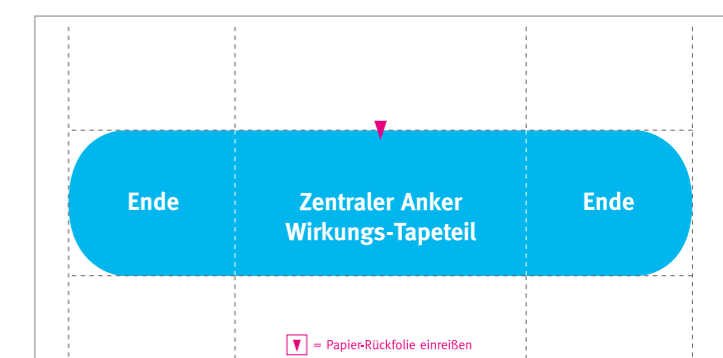 Ende
Zentraler Anker
Wirkungs-Tapeteil
Ende
= Papier-Rückfolie einreißen